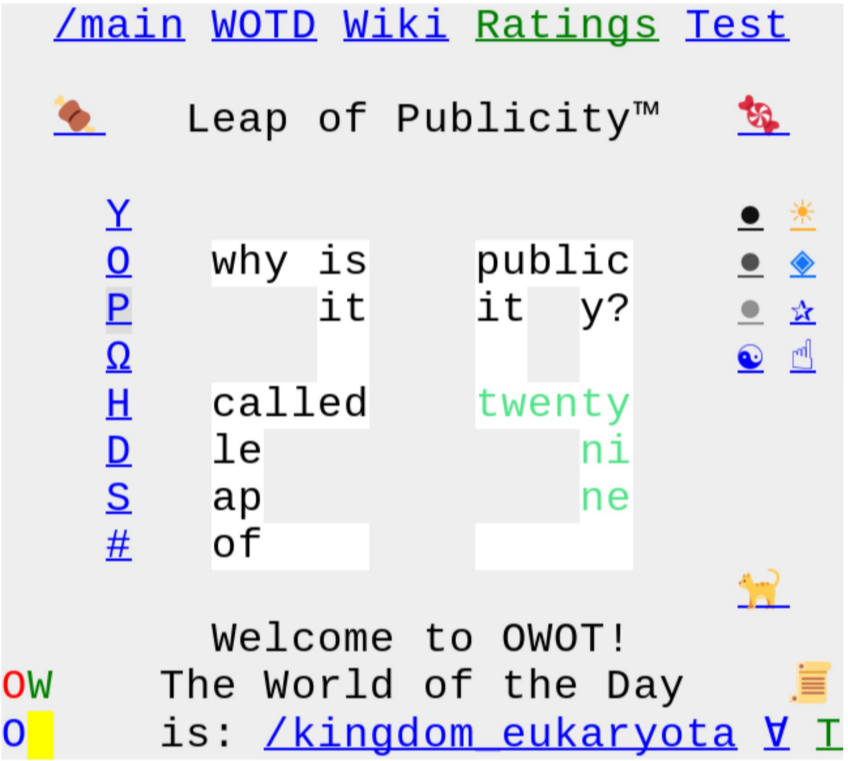 /main WOTD Wiki Ratings Test
🍖 Leap of Publicity™ 🍬
Y ● ☀
O why is public ● ◈
P it it y? ● ✫
Ω ☯ ☝
H called twenty
D le ni
S ap ne
# of
🐈
Welcome to OWOT!
OW The World of the Day 📜
O is: /kingdom_eukaryota ∀ T